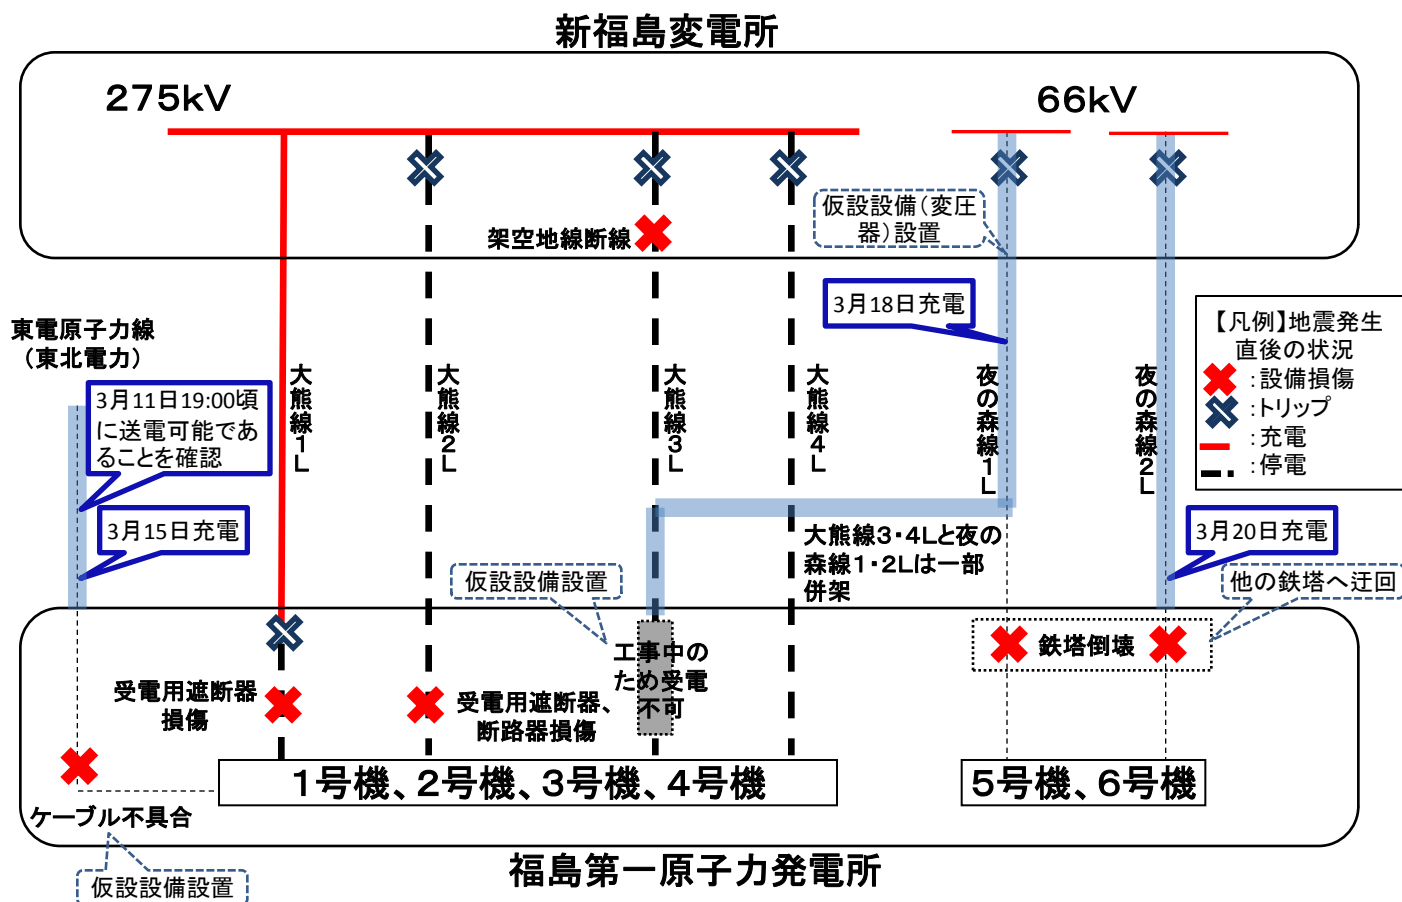 新福島変電所
275kV
66kV
仮設設備（変圧
器）設置
架空地線断線
3月18日充電
東電原子力線
（東北電力）
3月11日19:00頃
に送電可能であ
ることを確認
3月15日充電
大熊線1L
大熊線2L
大熊線3L
大熊線4L
夜の森線1L
夜の森線2L
【凡例】地震発生
直後の状況
：設備損傷
：トリップ
：充電
：停電
大熊線3・4Lと夜の
森線1・2Lは一部
併架
3月20日充電
仮設設備設置
他の鉄塔へ迂回
工事中の
ため受電
不可
鉄塔倒壊
受電用遮断器
損傷
受電用遮断器、
断路器損傷
1号機、2号機、3号機、4号機
5号機、6号機
ケーブル不具合
仮設設備設置
福島第一原子力発電所